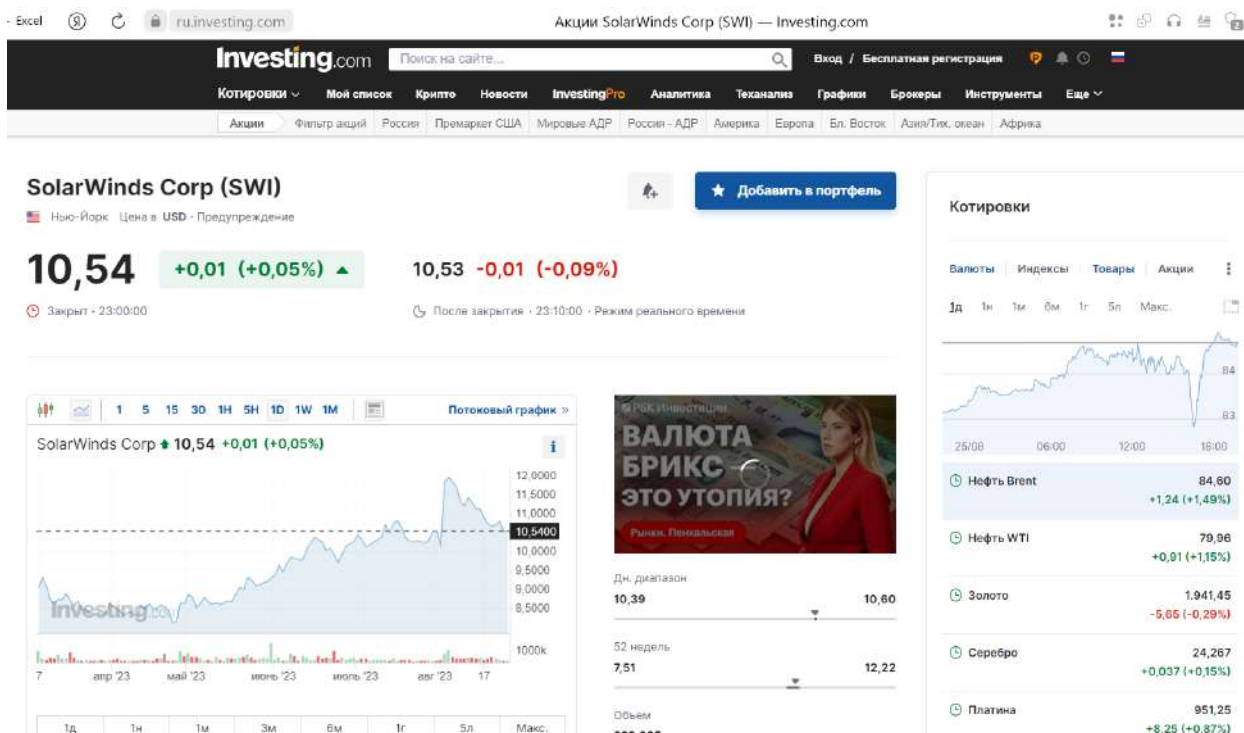 - Excel
ru.investing.com
Акции SolarWinds Corp (SWI) — Investing.com
2
Investing.com
Поиск на сайте...
Вход / Бесплатная регистрация
Котировки Мой список Крипто Новости InvestingPro Аналитика Теханализ Графики Брокеры Инструменты Еще
Акции Фильтр акций Россия Премаркет США Мировые АДР Россия - АДР Америка Европа Бл. Восток Азия/Тих. океан Африка
SolarWinds Corp (SWI)
Добавить в портфель
Нью-Йорк Цена в USD · Предупреждение
10,54 +0,01 (+0,05%)
10,53 -0,01 (-0,09%)
Закрыт · 23:00:00
После закрытия · 23:10:00 · Режим реального времени
1 5 15 30 1H 5H 1D 1W 1M
Потоковый график »
SolarWinds Corp 10,54 +0,01 (+0,05%)
i
12,0000
11,5000
11,0000
10,5400
10,0000
9,5000
9,0000
8,5000
Investing.com
1000k
7 апр '23 май '23 июнь '23 июль '23 авг '23 17
1д 1н 1м 3м 6м 1г 5л Макс.
РБК Инвестиции
ВАЛЮТА
БРИКС
ЭТО УТОПИЯ?
Рынки. Пенкальская
Дн. диапазон
10,39 10,60
52 недель
7,51 12,22
Объем
Котировки
Валюты Индексы Товары Акции
1д 1н 1м 6м 1г 5л Макс.
84
83
25/08 06:00 12:00 18:00
Нефть Brent 84,60
+1,24 (+1,49%)
Нефть WTI 79,96
+0,91 (+1,15%)
Золото 1.941,45
-5,65 (-0,29%)
Серебро 24,267
+0,037 (+0,15%)
Платина 951,25
+8,25 (+0,87%)